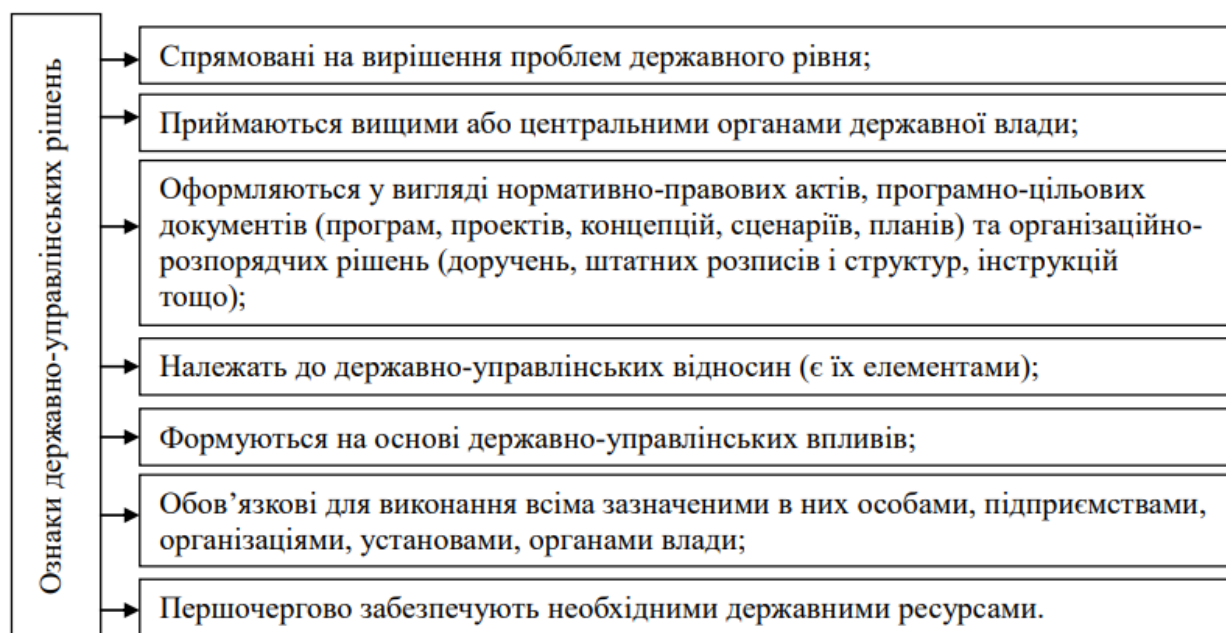 Ознаки державно-управлінських рішень
Спрямовані на вирішення проблем державного рівня;
Приймаються вищими або центральними органами державної влади;
Оформляються у вигляді нормативно-правових актів, програмно-цільових
документів (програм, проектів, концепцій, сценаріїв, планів) та організаційно-
розпорядчих рішень (доручень, штатних розписів і структур, інструкцій
тощо);
Належать до державно-управлінських відносин (є їх елементами);
Формуються на основі державно-управлінських впливів;
Обов’язкові для виконання всіма зазначеними в них особами, підприємствами,
організаціями, установами, органами влади;
Першочергово забезпечують необхідними державними ресурсами.